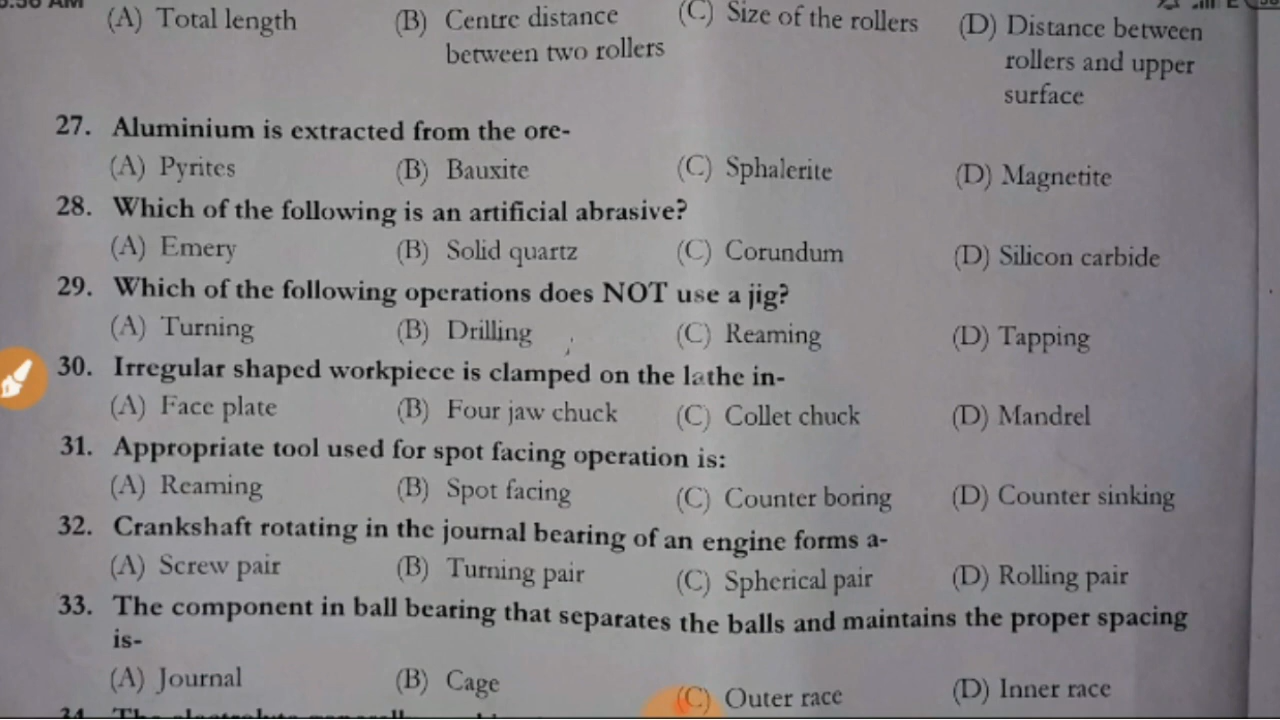 (A) Total length (B) Centre distance (C) Size of the rollers (D) Distance between
between two rollers rollers and upper
surface
27. Aluminium is extracted from the ore-
(A) Pyrites (B) Bauxite (C) Sphalerite (D) Magnetite
28. Which of the following is an artificial abrasive?
(A) Emery (B) Solid quartz (C) Corundum (D) Silicon carbide
29. Which of the following operations does NOT use a jig?
(A) Turning (B) Drilling (C) Reaming (D) Tapping
30. Irregular shaped workpiece is clamped on the lathe in-
(A) Face plate (B) Four jaw chuck (C) Collet chuck (D) Mandrel
31. Appropriate tool used for spot facing operation is:
(A) Reaming (B) Spot facing (C) Counter boring (D) Counter sinking
32. Crankshaft rotating in the journal bearing of an engine forms a-
(A) Screw pair (B) Turning pair (C) Spherical pair (D) Rolling pair
33. The component in ball bearing that separates the balls and maintains the proper spacing
is-
(A) Journal (B) Cage (C) Outer race (D) Inner race